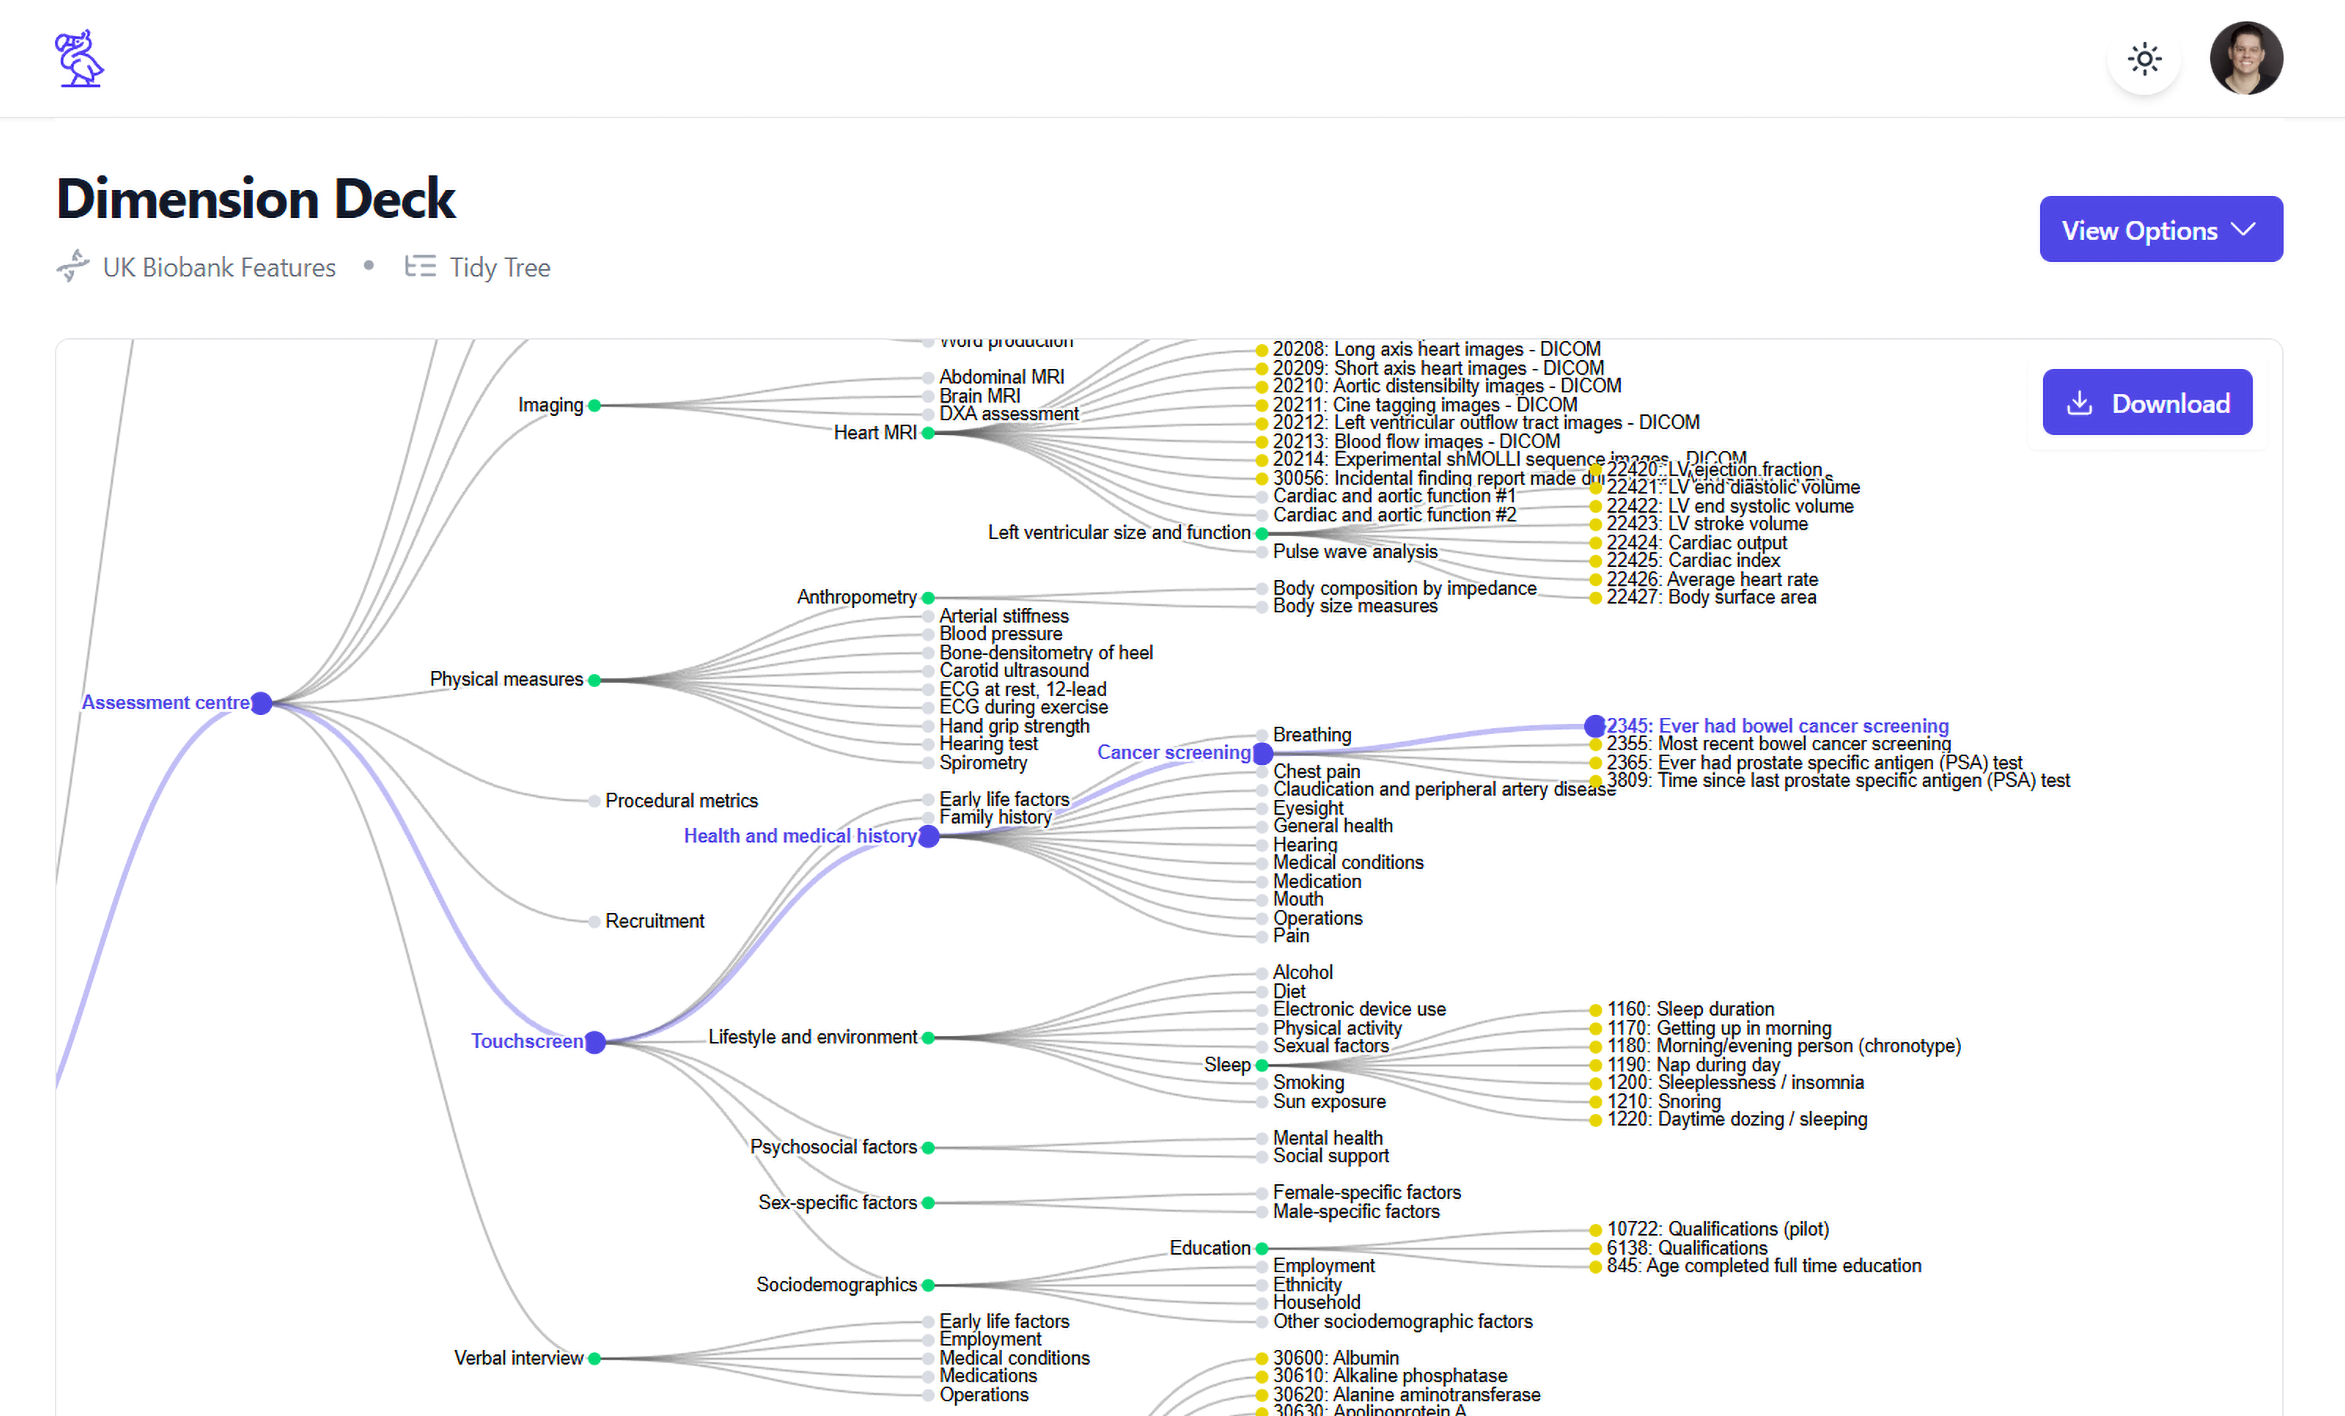 Dimension Deck
UK Biobank Features • Tidy Tree
View Options
Download
Word production
Imaging
Abdominal MRI
Brain MRI
DXA assessment
Heart MRI
20208: Long axis heart images - DICOM
20209: Short axis heart images - DICOM
20210: Aortic distensibilty images - DICOM
20211: Cine tagging images - DICOM
20212: Left ventricular outflow tract images - DICOM
20213: Blood flow images - DICOM
20214: Experimental shMOLLI sequence images - DICOM
30056: Incidental finding report made
Cardiac and aortic function #1
Cardiac and aortic function #2
Left ventricular size and function
Pulse wave analysis
22420: LV ejection fraction
22421: LV end diastolic volume
22422: LV end systolic volume
22423: LV stroke volume
22424: Cardiac output
22425: Cardiac index
22426: Average heart rate
22427: Body surface area
Assessment centre
Physical measures
Anthropometry
Body composition by impedance
Body size measures
Arterial stiffness
Blood pressure
Bone-densitometry of heel
Carotid ultrasound
ECG at rest, 12-lead
ECG during exercise
Hand grip strength
Hearing test
Spirometry
Procedural metrics
Recruitment
Touchscreen
Early life factors
Family history
Health and medical history
Breathing
Cancer screening
2345: Ever had bowel cancer screening
2355: Most recent bowel cancer screening
2365: Ever had prostate specific antigen (PSA) test
3809: Time since last prostate specific antigen (PSA) test
Chest pain
Claudication and peripheral artery disease
Eyesight
General health
Hearing
Medical conditions
Medication
Mouth
Operations
Pain
Lifestyle and environment
Alcohol
Diet
Electronic device use
Physical activity
Sexual factors
Sleep
1160: Sleep duration
1170: Getting up in morning
1180: Morning/evening person (chronotype)
1190: Nap during day
1200: Sleeplessness / insomnia
1210: Snoring
1220: Daytime dozing / sleeping
Smoking
Sun exposure
Psychosocial factors
Mental health
Social support
Sex-specific factors
Female-specific factors
Male-specific factors
Sociodemographics
Education
10722: Qualifications (pilot)
6138: Qualifications
845: Age completed full time education
Employment
Ethnicity
Household
Other sociodemographic factors
Verbal interview
Early life factors
Employment
Medical conditions
Medications
Operations
30600: Albumin
30610: Alkaline phosphatase
30620: Alanine aminotransferase
30630: Apolipoprotein A